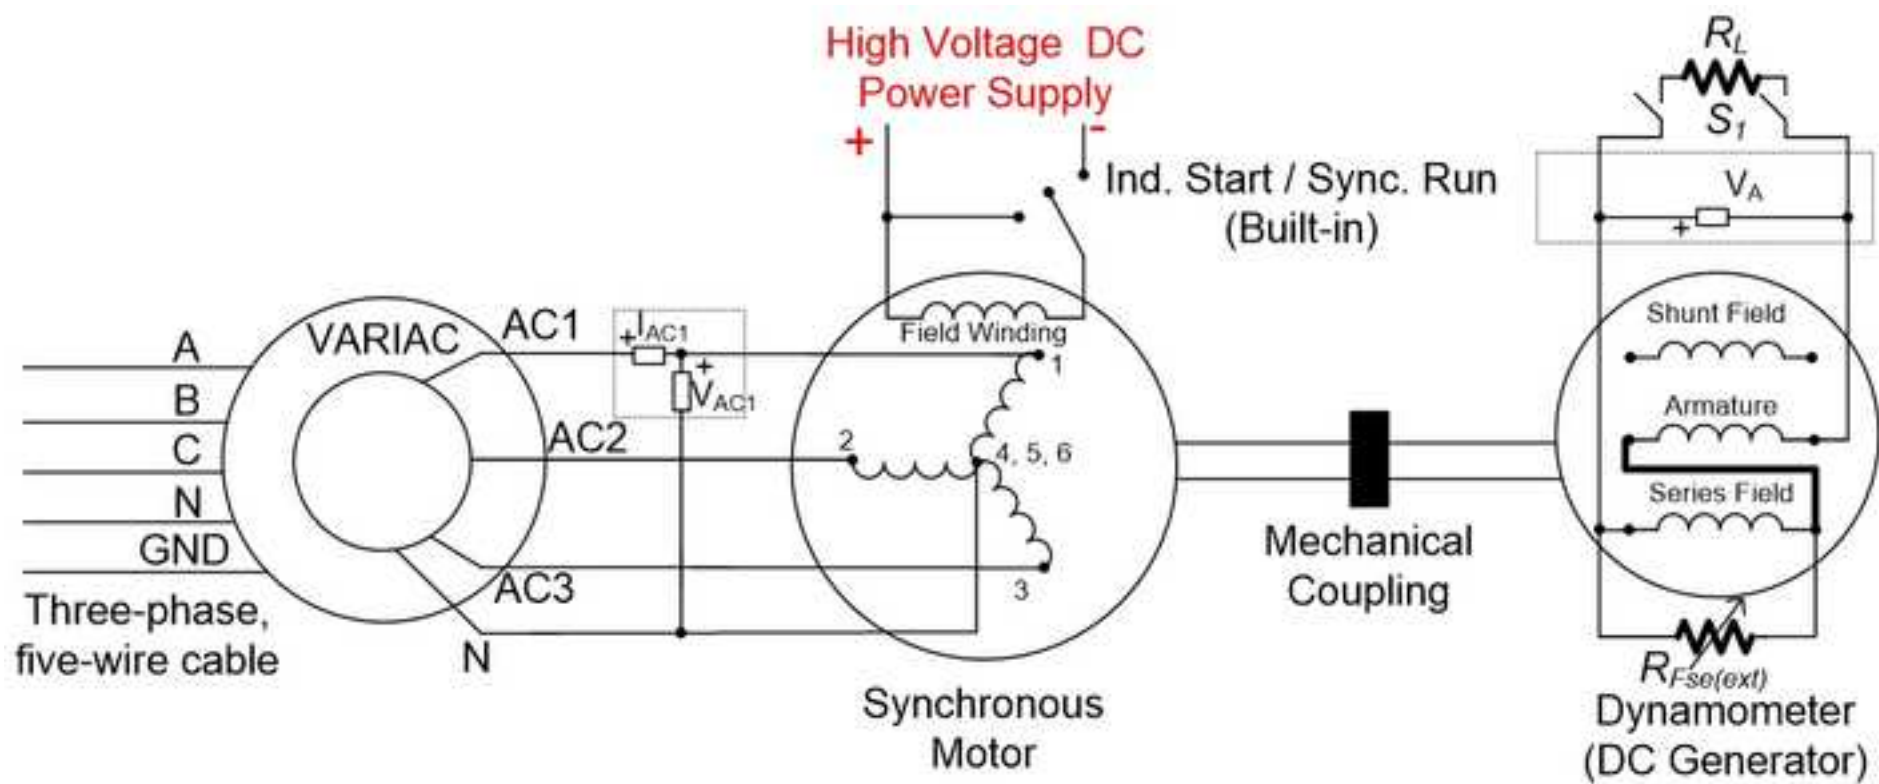 High Voltage DC
Power Supply
+
-
Ind. Start / Sync. Run
(Built-in)
R_L
S_1
V_A
+
VARIAC
AC1
+
I_AC1
+
V_AC1
Field Winding
1
A
B
C
N
GND
Three-phase,
five-wire cable
AC2
2
4, 5, 6
AC3
3
N
Synchronous
Motor
Mechanical
Coupling
Shunt Field
Armature
Series Field
R_Fse(ext)
Dynamometer
(DC Generator)